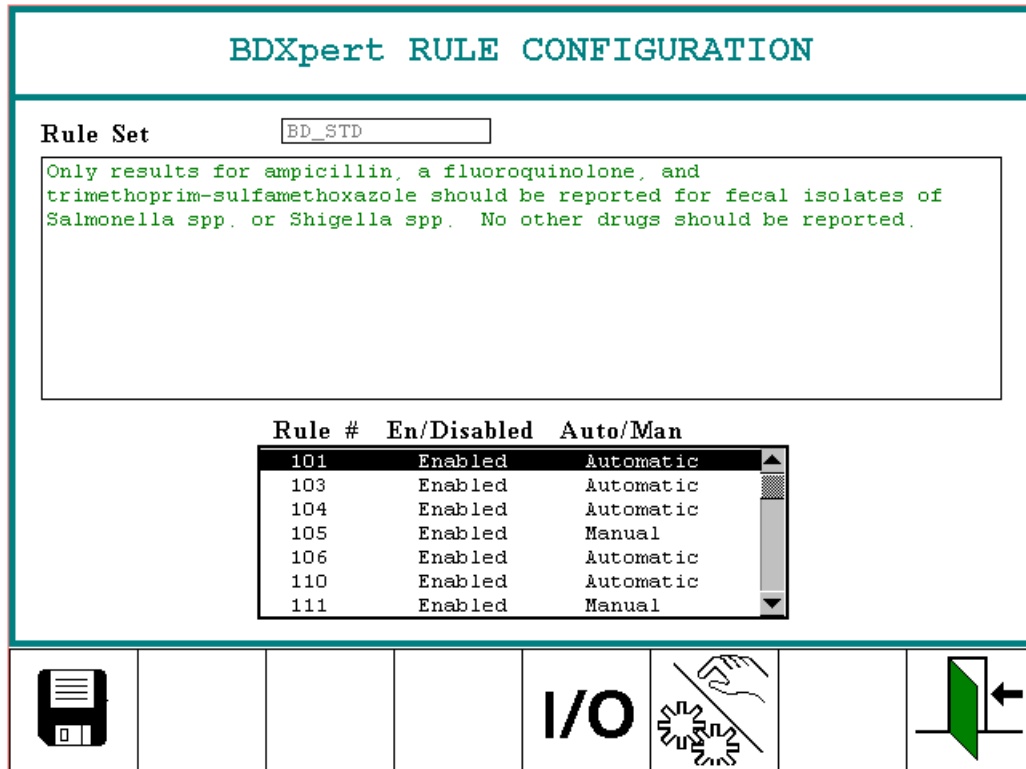 BDXpert RULE CONFIGURATION
Rule Set BD_STD
Only results for ampicillin, a fluoroquinolone, and
trimethoprim-sulfamethoxazole should be reported for fecal isolates of
Salmonella spp. or Shigella spp. No other drugs should be reported.
Rule # En/Disabled Auto/Man
101 Enabled Automatic
103 Enabled Automatic
104 Enabled Automatic
105 Enabled Manual
106 Enabled Automatic
110 Enabled Automatic
111 Enabled Manual
I/O